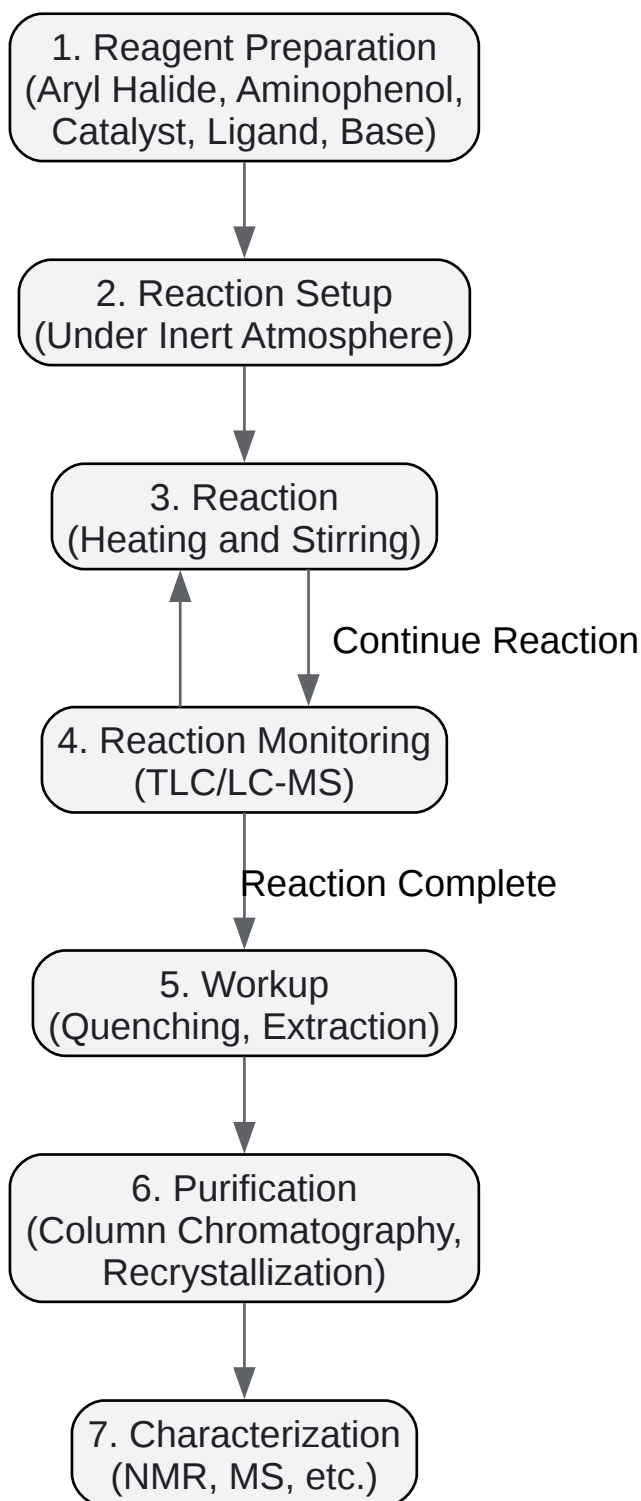 1. Reagent Preparation
(Aryl Halide, Aminophenol,
Catalyst, Ligand, Base)
2. Reaction Setup
(Under Inert Atmosphere)
3. Reaction
(Heating and Stirring)
Continue Reaction
4. Reaction Monitoring
(TLC/LC-MS)
Reaction Complete
5. Workup
(Quenching, Extraction)
6. Purification
(Column Chromatography,
Recrystallization)
7. Characterization
(NMR, MS, etc.)